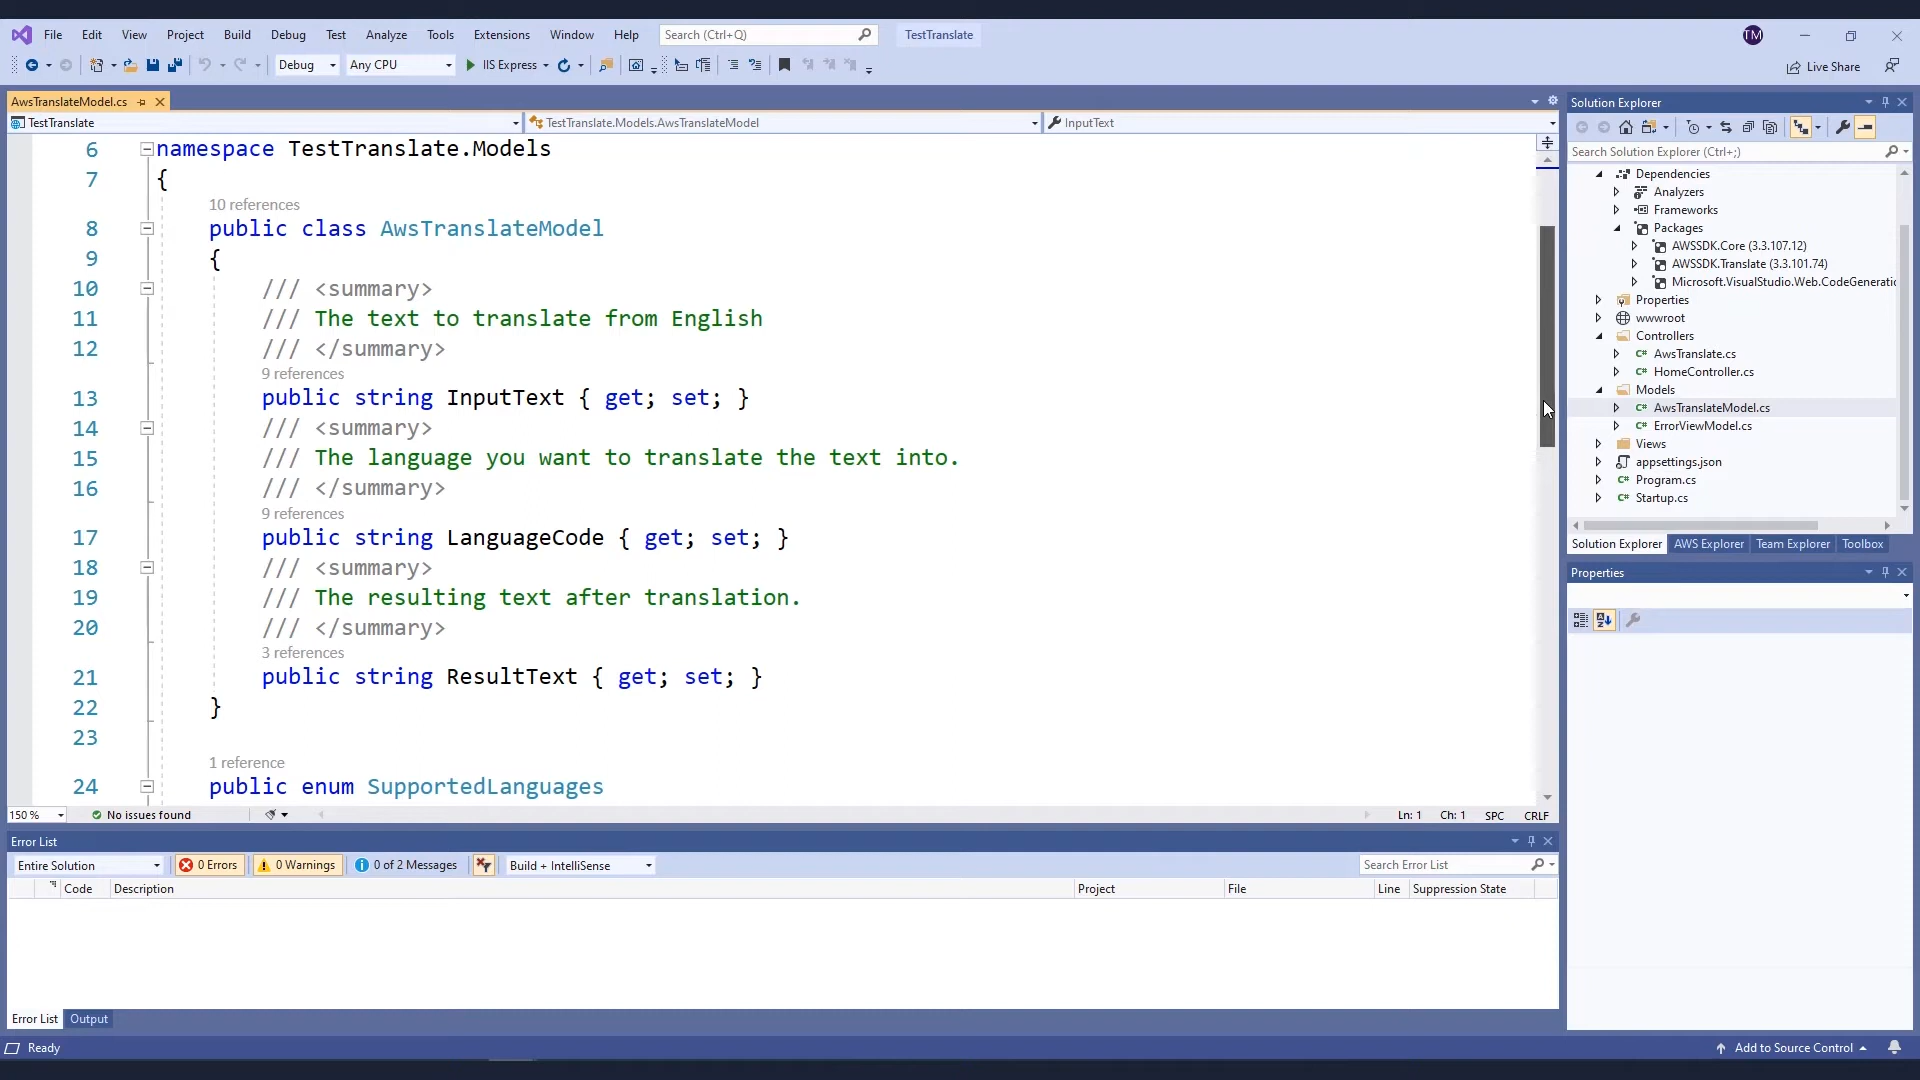 File Edit View Project Build Debug Test Analyze Tools Extensions Window Help Search (Ctrl+Q) TestTranslate TM
Debug Any CPU IIS Express Live Share
AwsTranslateModel.cs
TestTranslate TestTranslate.Models.AwsTranslateModel InputText
6 namespace TestTranslate.Models
7 {
10 references
8 public class AwsTranslateModel
9 {
10 /// <summary>
11 /// The text to translate from English
12 /// </summary>
9 references
13 public string InputText { get; set; }
14 /// <summary>
15 /// The language you want to translate the text into.
16 /// </summary>
9 references
17 public string LanguageCode { get; set; }
18 /// <summary>
19 /// The resulting text after translation.
20 /// </summary>
3 references
21 public string ResultText { get; set; }
22 }
23
1 reference
24 public enum SupportedLanguages
150 % No issues found Ln: 1 Ch: 1 SPC CRLF
Error List
Entire Solution 0 Errors 0 Warnings 0 of 2 Messages Build + IntelliSense Search Error List
Code Description Project File Line Suppression State
Error List Output
Ready Add to Source Control
Solution Explorer
Search Solution Explorer (Ctrl+;)
Dependencies
Analyzers
Frameworks
Packages
AWSSDK.Core (3.3.107.12)
AWSSDK.Translate (3.3.101.74)
Microsoft.VisualStudio.Web.CodeGeneratic
Properties
wwwroot
Controllers
C# AwsTranslate.cs
C# HomeController.cs
Models
C# AwsTranslateModel.cs
C# ErrorViewModel.cs
Views
appsettings.json
C# Program.cs
C# Startup.cs
Solution Explorer AWS Explorer Team Explorer Toolbox
Properties